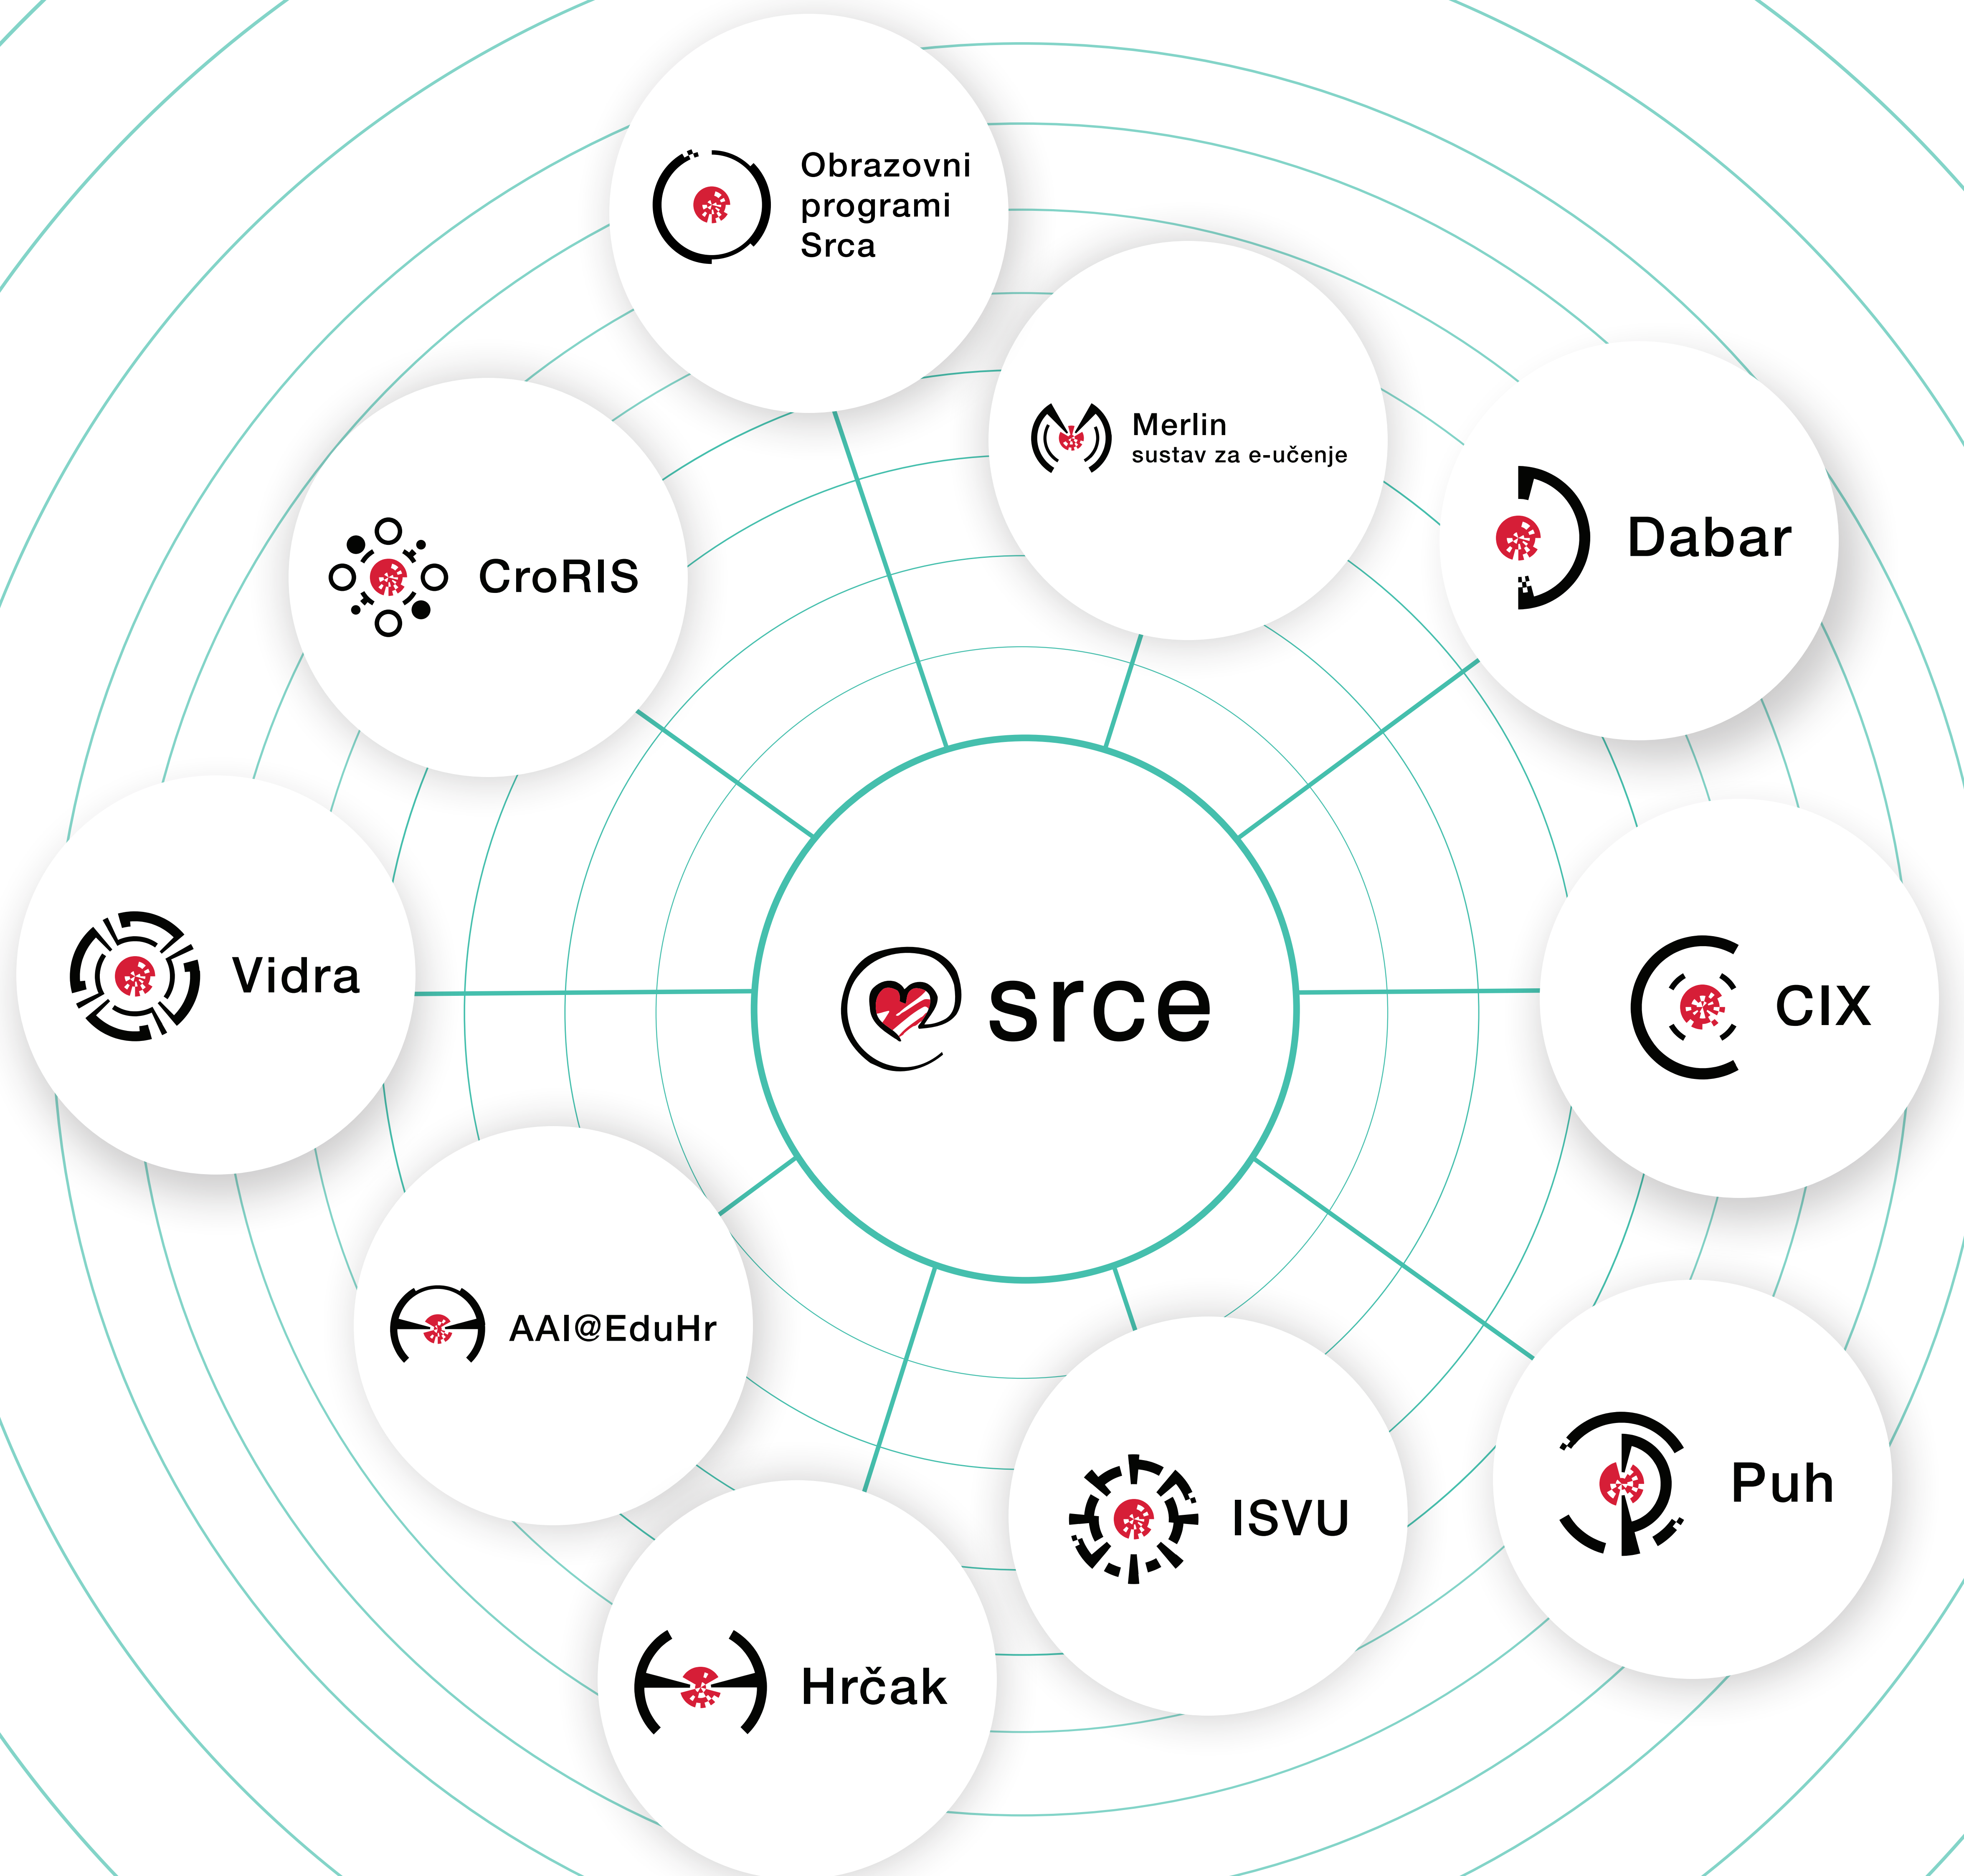 Obrazovni
programi
Srca
Merlin
sustav za e-učenje
Dabar
CroRIS
Vidra
srce
CIX
AAI@EduHr
Puh
ISVU
Hrčak